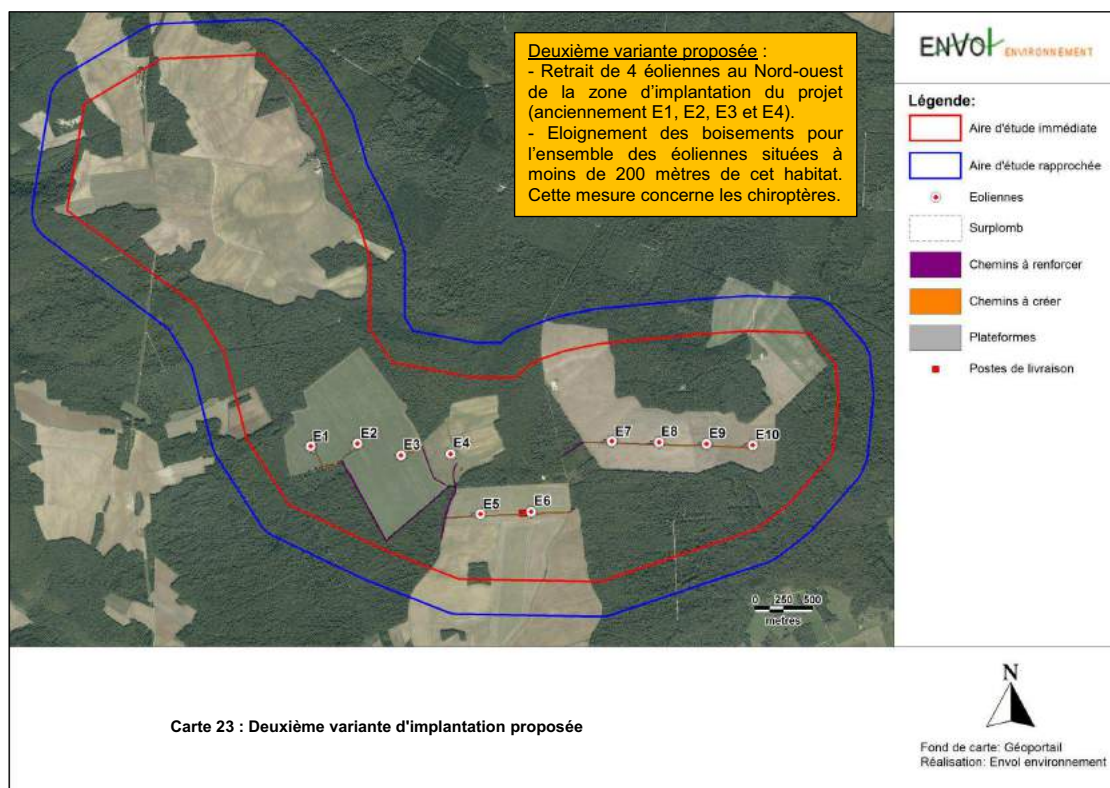 Deuxième variante proposée :
- Retrait de 4 éoliennes au Nord-ouest
de la zone d'implantation du projet
(anciennement E1, E2, E3 et E4).
- Eloignement des boisements pour
l'ensemble des éoliennes situées à
moins de 200 mètres de cet habitat.
Cette mesure concerne les chiroptères.
ENVOL ENVIRONNEMENT
Légende:
Aire d'étude immédiate
Aire d'étude rapprochée
Eoliennes
Surplomb
Chemins à renforcer
Chemins à créer
Plateformes
Postes de livraison
E1
E2
E3
E4
E5
E6
E7
E8
E9
E10
0 250 500
metres
Carte 23 : Deuxième variante d'implantation proposée
N
Fond de carte: Géoportail
Réalisation: Envol environnement